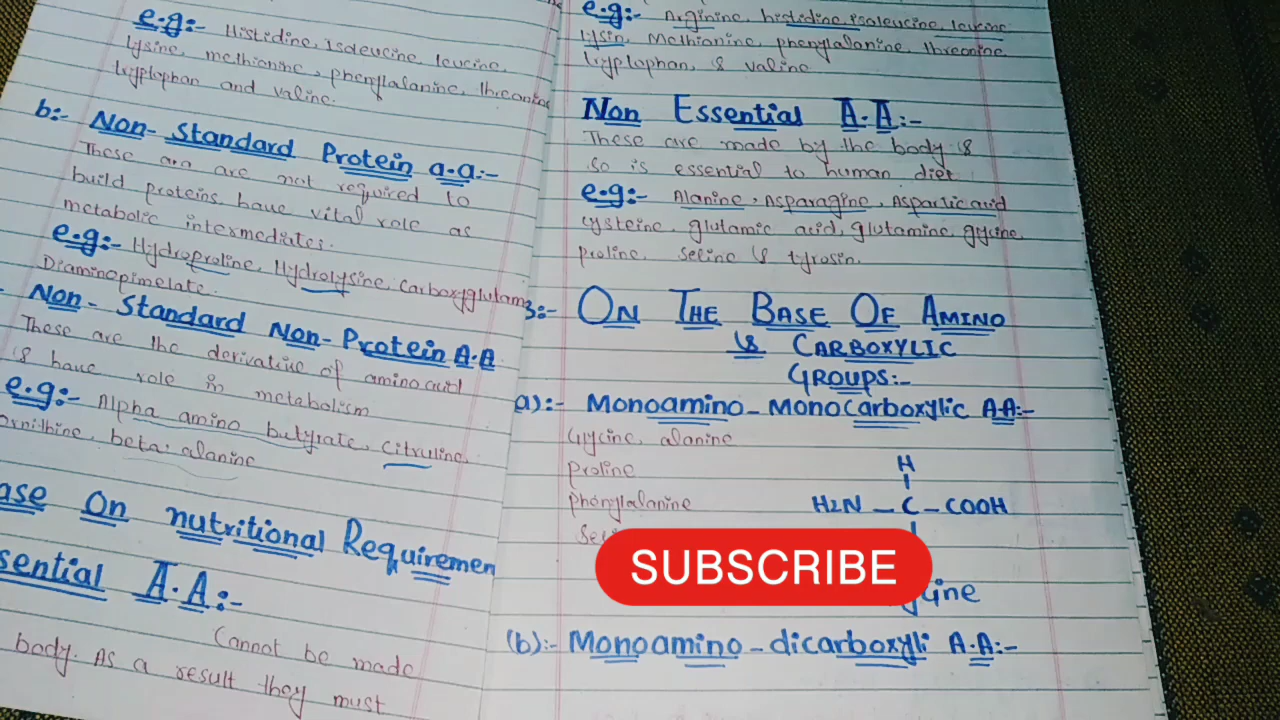 e.g:- Histidine, isoleucine, leucine,
lysine, methionine, phenylalanine, threonine
tryptophan and valine.
b:- Non-Standard Protein a.a:-
These are are not required to
build proteins have vital role as
metabolic intermediates.
e.g:- Hydroproline, Hydrolysine, Carboxyglutam
Diaminopimelate.
Non-Standard Non-Protein A.A
These are the derivative of amino acid
& have role in metabolism
e.g:- Alpha amino butyrate, Citruline,
ornithine, beta-alanine
ase On nutritional Requiremen
sential A.A:-
Cannot be made
body. As a result they must
e.g:- Arginine, histidine, isoleucine, leucine
lysin, Methionine, phenylalanine, threonine,
tryptophan, & valine
Non Essential A.A:-
These are made by the body &
so is essential to human diet
e.g:- Alanine, Asparagine, Aspartic acid
cysteine, glutamic acid, glutamine, glycine,
proline, seline & tyrosin.
3:- ON THE BASE OF AMINO
& CARBOXYLIC
GROUPS:-
a):- Monoamino-Monocarboxylic A.A:-
Glycine, alanine
Proline
phenylalanine
H
H2N - C - COOH
SUBSCRIBE
(b):- Monoamino-dicarboxyli A.A:-